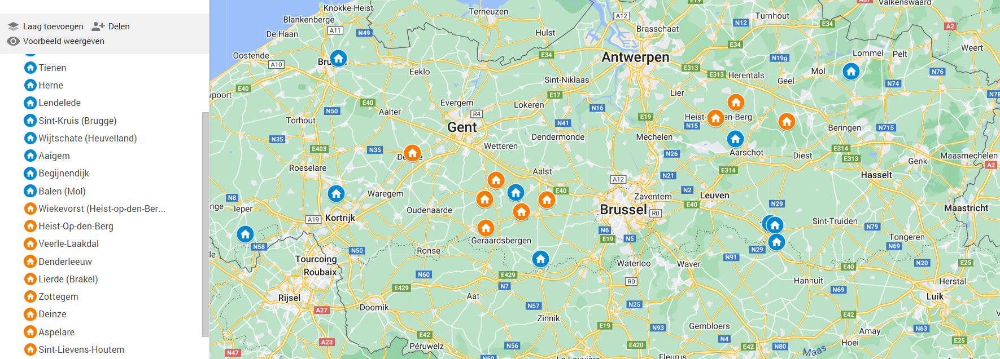 Laag toevoegen
Delen
Voorbeeld weergeven
Tienen
Herne
Lendelede
Sint-Kruis (Brugge)
Wijtschate (Heuvelland)
Aaigem
Begijnendijk
Balen (Mol)
Wiekevorst (Heist-op-den-Ber...
Heist-Op-den-Berg
Veerle-Laakdal
Denderleeuw
Lierde (Brakel)
Zottegem
Deinze
Aspelare
Sint-Lievens-Houtem
Knokke-Heist
Terneuzen
E19
A67
Valkenswaard
Blankenberge
A12
Turnhout
N12
E34
A2
De Haan
A11
N49
Hulst
Brasschaat
E34
Weert
Oostende
A10
E34
Antwerpen
N19g
Lommel
Pelt
Eeklo
E313
E313
Herentals
Mol
N76
Sint-Niklaas
Geel
N74
E40
vpoort
E17
Lier
N78
Evergem
Lokeren
N16
E40
N50
Aalter
R4
Torhout
Gent
N41
E19
N15
Beringen
N715
N35
Dendermonde
Mechelen
Wetteren
E403
N35
N26
Aarschot
Diest
E314
E313
Maasmechelen
Genk
A2
Roeselare
Aalst
E314
N21
Hasselt
A12
N8
Waregem
E40
N2
Zaventem
Leuven
E40
N29
nge
Ieper
Oudenaarde
Brussel
R0
Maastricht
A19
Kortrijk
Sint-Truiden
N79
N6
E19
N5
Tongeren
N58
Geraardsbergen
N50
Ronse
N29
N69
N91
Tourcoing
Roubaix
Waterloo
Waver
E40
N20
E25
N60
E429
N7
R0
Hannuit
Herstal
E429
Rijsel
Aat
N69
Luik
A27
Doornik
N57
N25
Zinnik
E42
E19
N93
Gembloers
Amay
N63
E42
A23
Péruwelz
N56
E420
N4
E42
N80
Hoei
E25
Maas
N47
N50
La Louvière
Fleurus